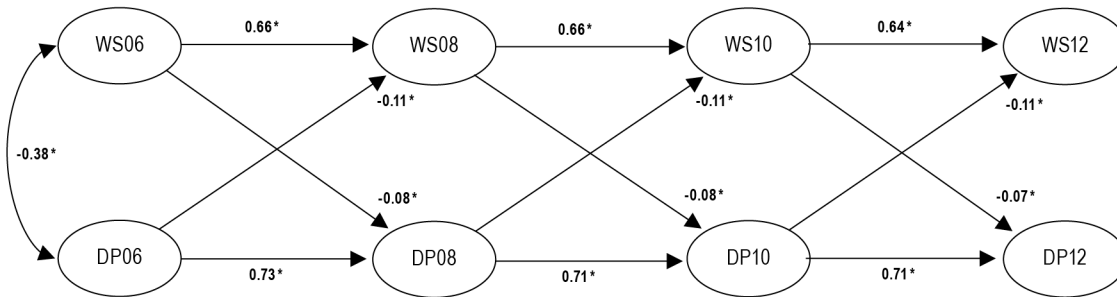 0.66*
0.66*
0.64*
WS06
WS08
WS10
WS12
-0.11*
-0.11*
-0.11*
-0.38*
-0.08*
-0.08*
-0.07*
DP06
DP08
DP10
DP12
0.73*
0.71*
0.71*